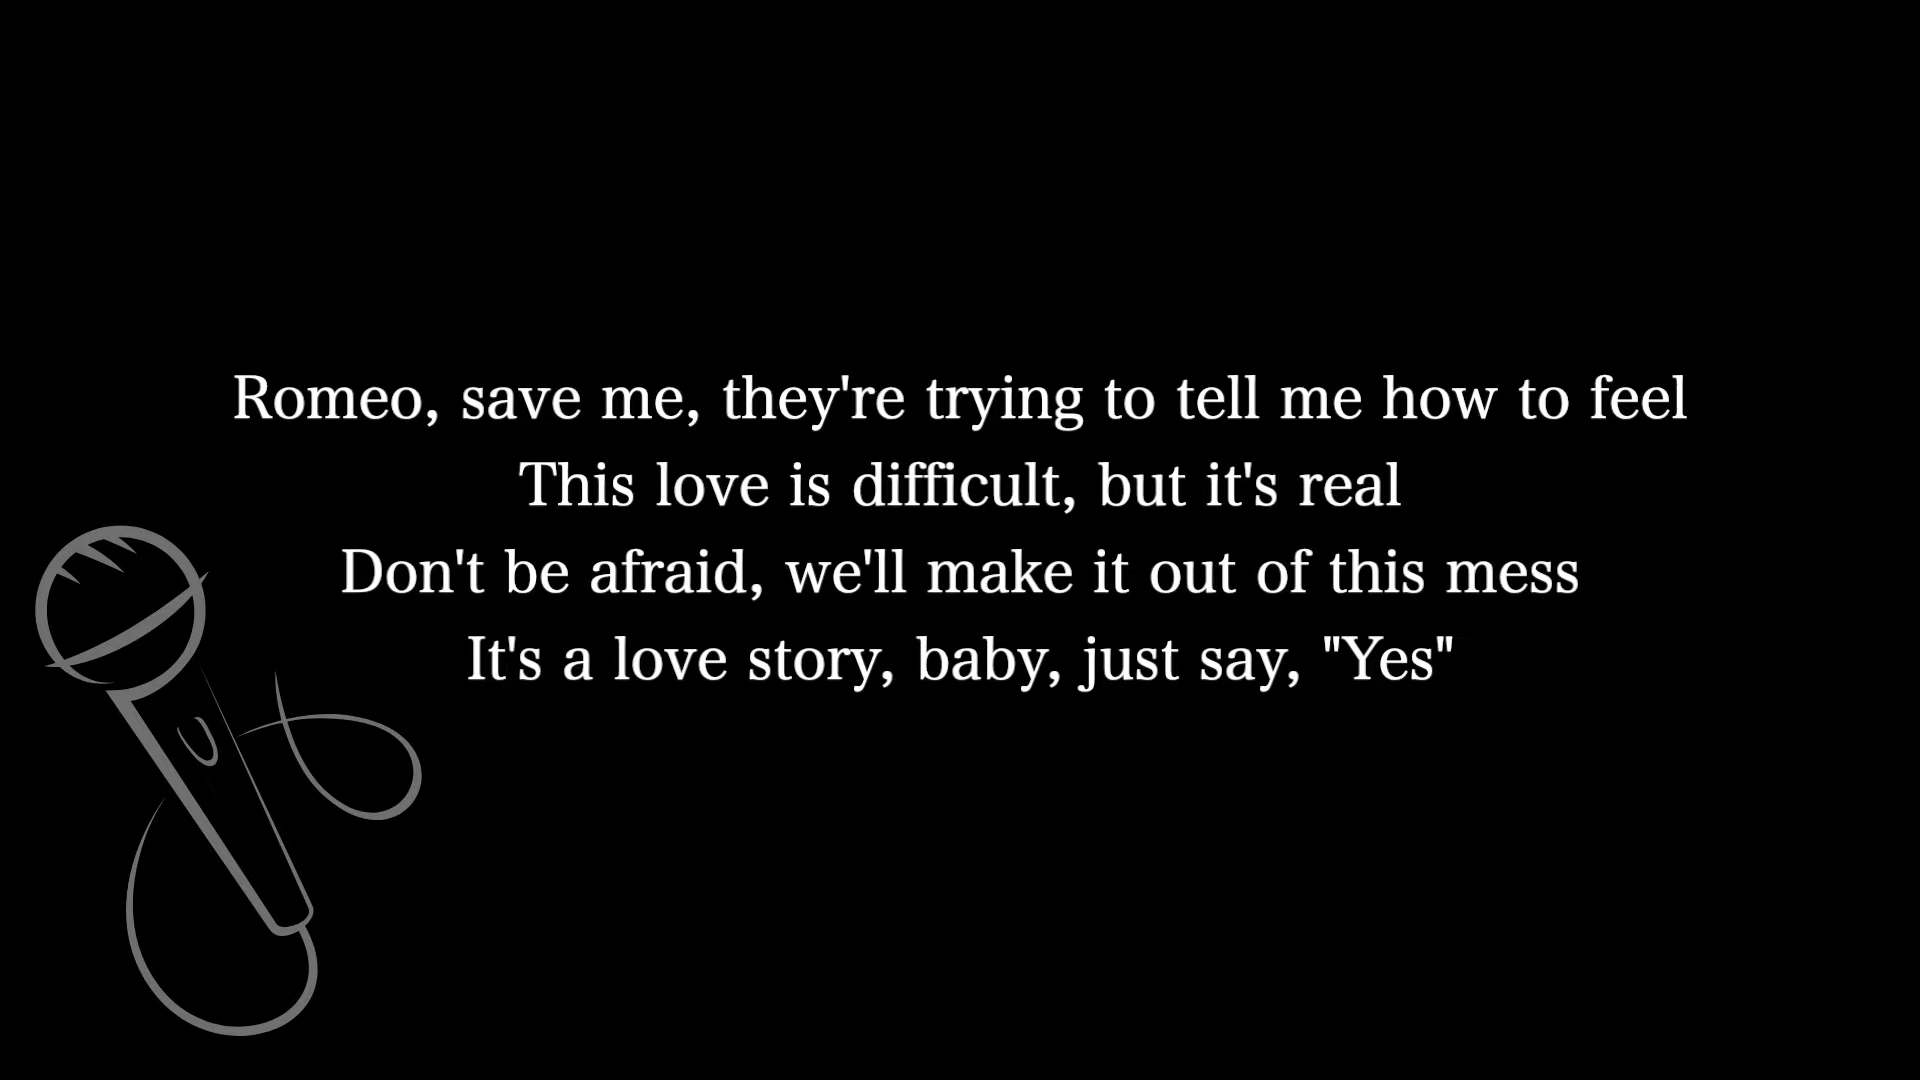 Romeo, save me, they're trying to tell me how to feel
This love is difficult, but it's real
Don't be afraid, we'll make it out of this mess
It's a love story, baby, just say, "Yes"